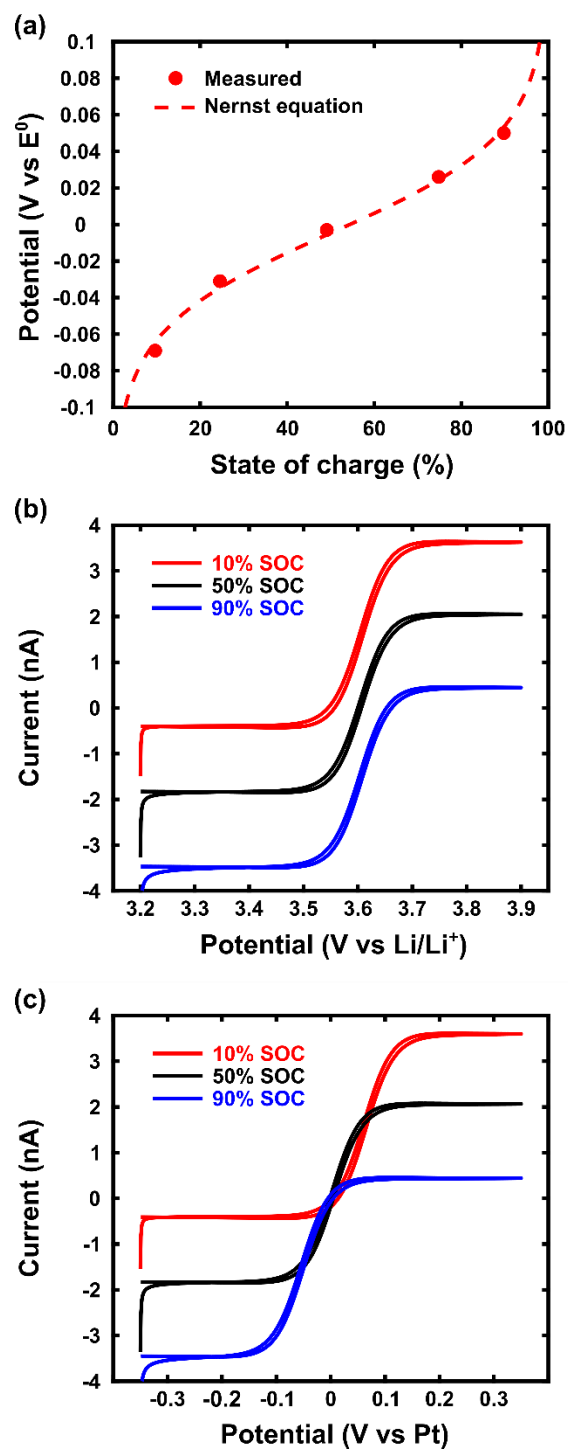 (a)
0.1
0.08
0.06
0.04
0.02
0
-0.02
-0.04
-0.06
-0.08
-0.1
Potential (V vs E⁰)
Measured
Nernst equation
0 20 40 60 80 100
State of charge (%)
(b)
4
3
2
1
0
-1
-2
-3
-4
Current (nA)
10% SOC
50% SOC
90% SOC
3.2 3.3 3.4 3.5 3.6 3.7 3.8 3.9
Potential (V vs Li/Li⁺)
(c)
4
3
2
1
0
-1
-2
-3
-4
Current (nA)
10% SOC
50% SOC
90% SOC
-0.3 -0.2 -0.1 0 0.1 0.2 0.3
Potential (V vs Pt)